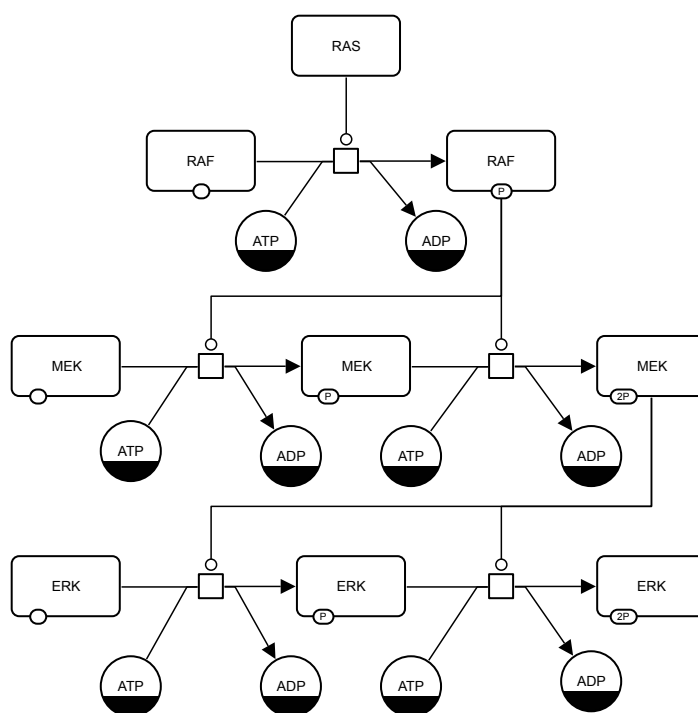 RAS
RAF
RAF
P
ATP
ADP
MEK
MEK
MEK
P
2P
ATP
ADP
ATP
ADP
ERK
ERK
ERK
P
2P
ATP
ADP
ATP
ADP